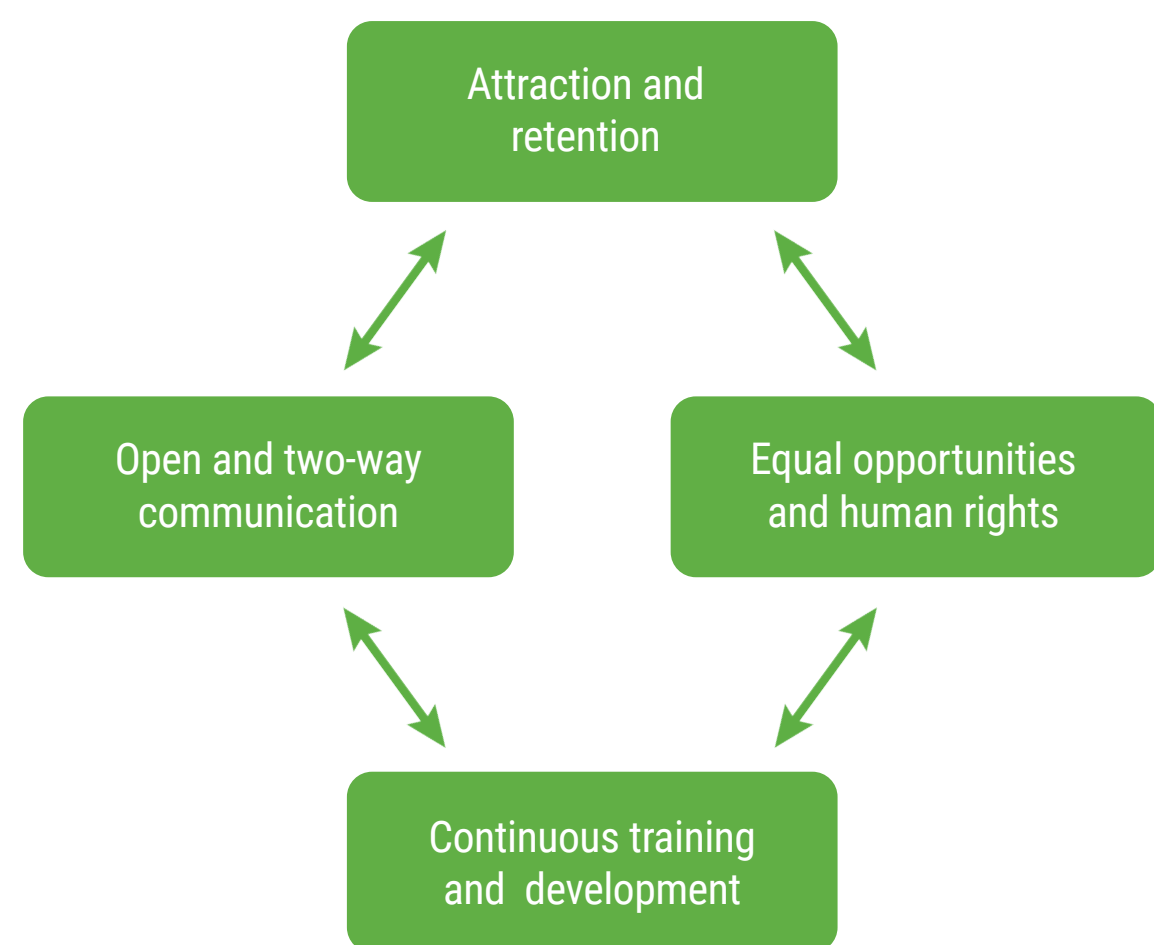 Attraction and
retention
Open and two-way
communication
Equal opportunities
and human rights
Continuous training
and  development